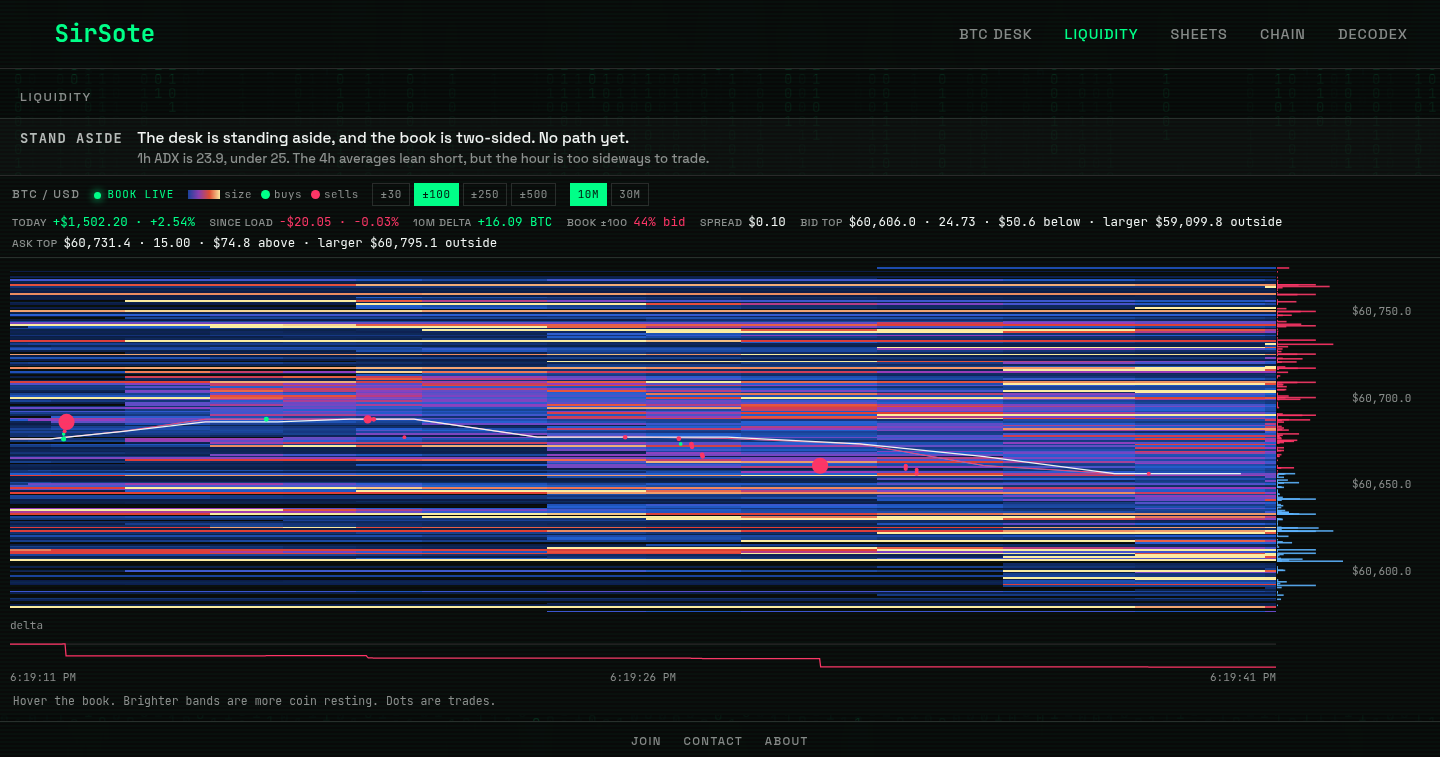 SirSote
BTC DESK LIQUIDITY SHEETS CHAIN DECODEX
LIQUIDITY
STAND ASIDE The desk is standing aside, and the book is two-sided. No path yet.
1h ADX is 23.9, under 25. The 4h averages lean short, but the hour is too sideways to trade.
BTC / USD BOOK LIVE size buys sells ±30 ±100 ±250 ±500 10M 30M
TODAY +$1,502.20 · +2.54% SINCE LOAD -$20.05 · -0.03% 10M DELTA +16.09 BTC BOOK ±100 44% bid SPREAD $0.10 BID TOP $60,606.0 · 24.73 · $50.6 below · larger $59,099.8 outside
ASK TOP $60,731.4 · 15.00 · $74.8 above · larger $60,795.1 outside
$60,750.0
$60,700.0
$60,650.0
$60,600.0
delta
6:19:11 PM 6:19:26 PM 6:19:41 PM
Hover the book. Brighter bands are more coin resting. Dots are trades.
JOIN CONTACT ABOUT